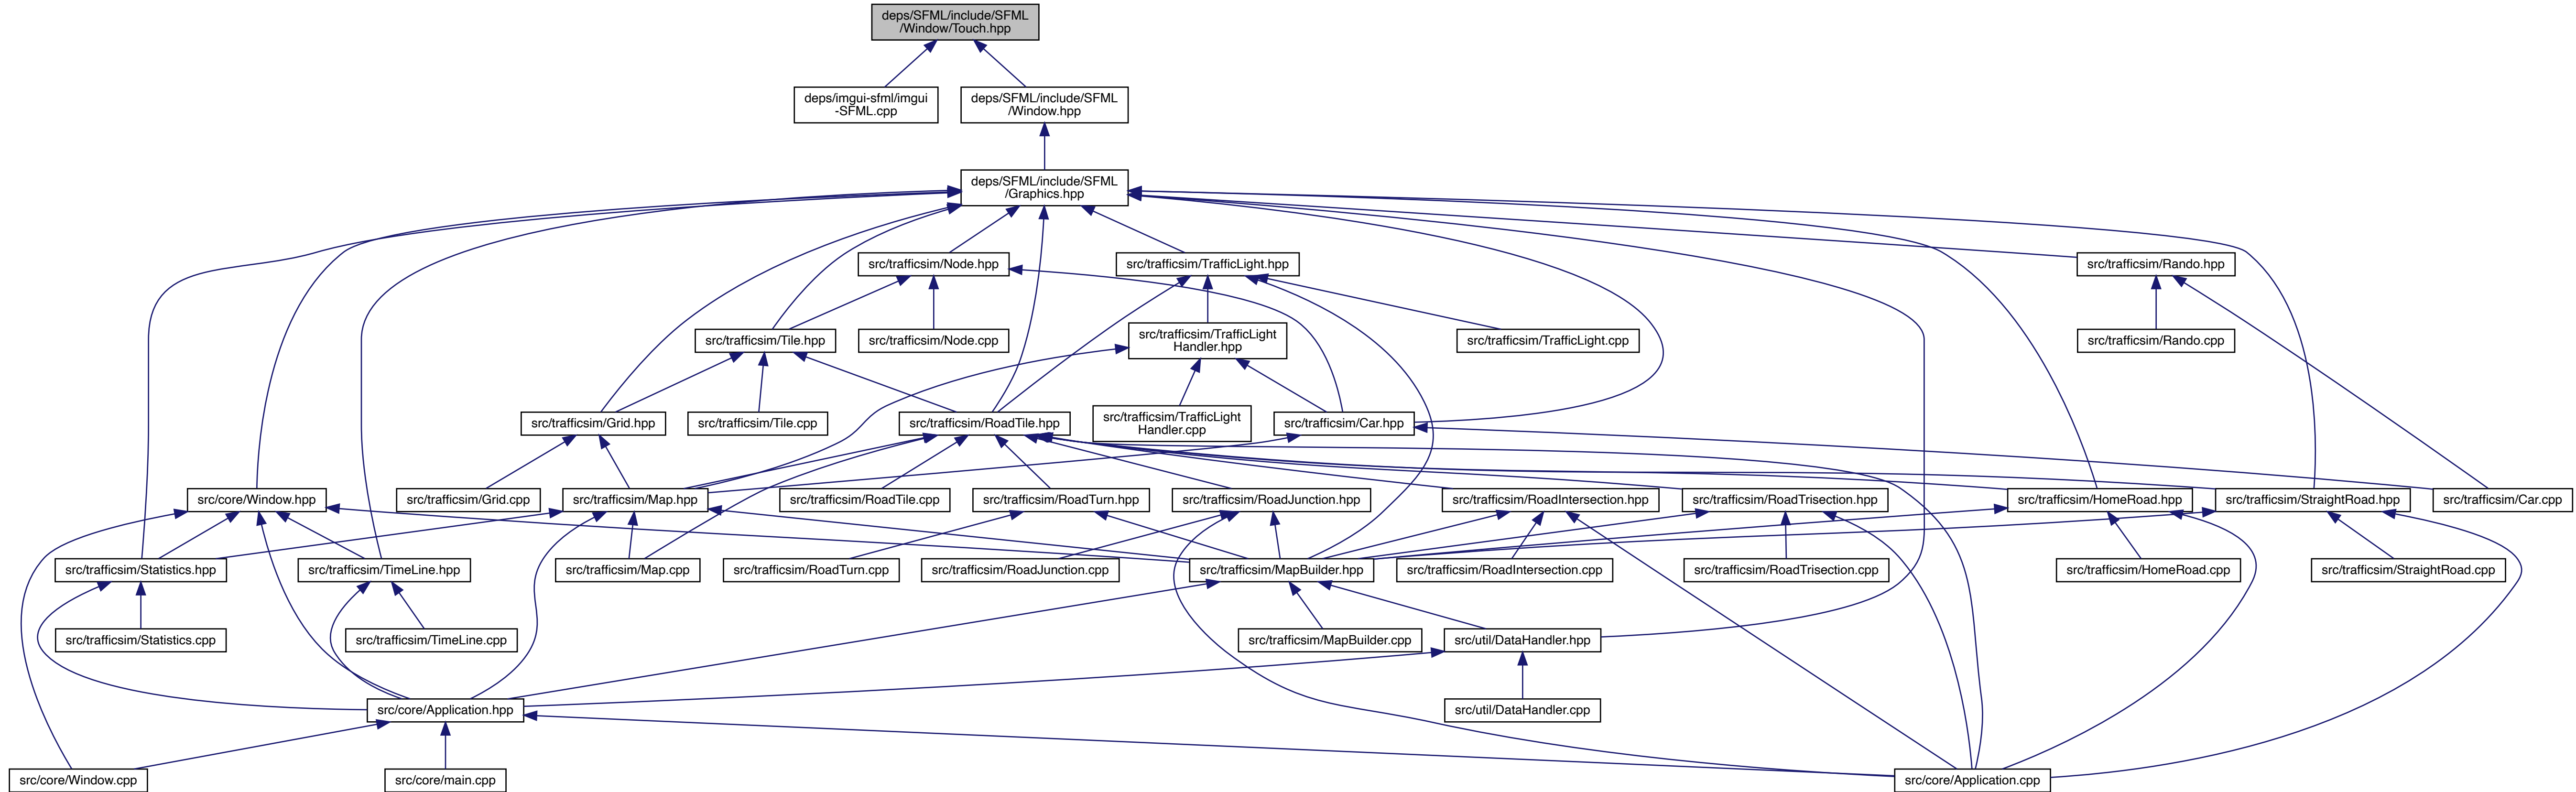 deps/SFML/include/SFML
/Window/Touch.hpp
deps/imgui-sfml/imgui
-SFML.cpp
deps/SFML/include/SFML
/Window.hpp
deps/SFML/include/SFML
/Graphics.hpp
src/trafficsim/Node.hpp
src/trafficsim/TrafficLight.hpp
src/trafficsim/Rando.hpp
src/trafficsim/Tile.hpp
src/trafficsim/Node.cpp
src/trafficsim/TrafficLight
Handler.hpp
src/trafficsim/TrafficLight.cpp
src/trafficsim/Rando.cpp
src/trafficsim/Grid.hpp
src/trafficsim/Tile.cpp
src/trafficsim/RoadTile.hpp
src/trafficsim/TrafficLight
Handler.cpp
src/trafficsim/Car.hpp
src/core/Window.hpp
src/trafficsim/Grid.cpp
src/trafficsim/Map.hpp
src/trafficsim/RoadTile.cpp
src/trafficsim/RoadTurn.hpp
src/trafficsim/RoadJunction.hpp
src/trafficsim/RoadIntersection.hpp
src/trafficsim/RoadTrisection.hpp
src/trafficsim/HomeRoad.hpp
src/trafficsim/StraightRoad.hpp
src/trafficsim/Car.cpp
src/trafficsim/Statistics.hpp
src/trafficsim/TimeLine.hpp
src/trafficsim/Map.cpp
src/trafficsim/RoadTurn.cpp
src/trafficsim/RoadJunction.cpp
src/trafficsim/MapBuilder.hpp
src/trafficsim/RoadIntersection.cpp
src/trafficsim/RoadTrisection.cpp
src/trafficsim/HomeRoad.cpp
src/trafficsim/StraightRoad.cpp
src/trafficsim/Statistics.cpp
src/trafficsim/TimeLine.cpp
src/trafficsim/MapBuilder.cpp
src/util/DataHandler.hpp
src/core/Application.hpp
src/util/DataHandler.cpp
src/core/Window.cpp
src/core/main.cpp
src/core/Application.cpp